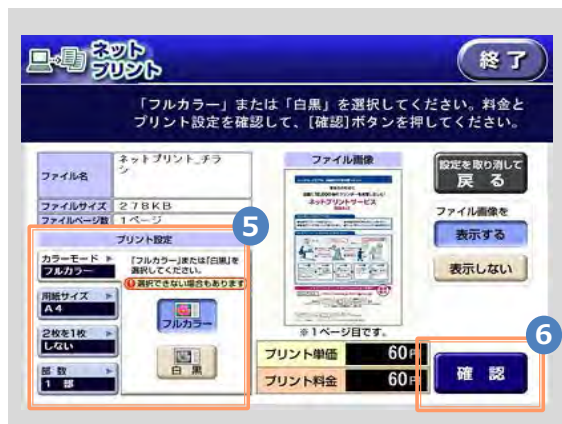 ネット
プリント
終了
「フルカラー」または「白黒」を選択してください。料金と
プリント設定を確認して、[確認]ボタンを押してください。
ファイル名
ネットプリント_チラ
シ
ファイルサイズ 278KB
ファイルページ数 1ページ
ファイル画像
ネットプリントサービス
※1ページ目です。
設定を取り消して
戻る
ファイル画像を
表示する
表示しない
5
プリント設定
カラーモード
フルカラー
用紙サイズ
A4
2枚を1枚
しない
部数
1 部
「フルカラー」または「白黒」を
選択してください。
選択できない場合もあります
フルカラー
白黒
プリント単価 60円
プリント料金 60円
6
確認